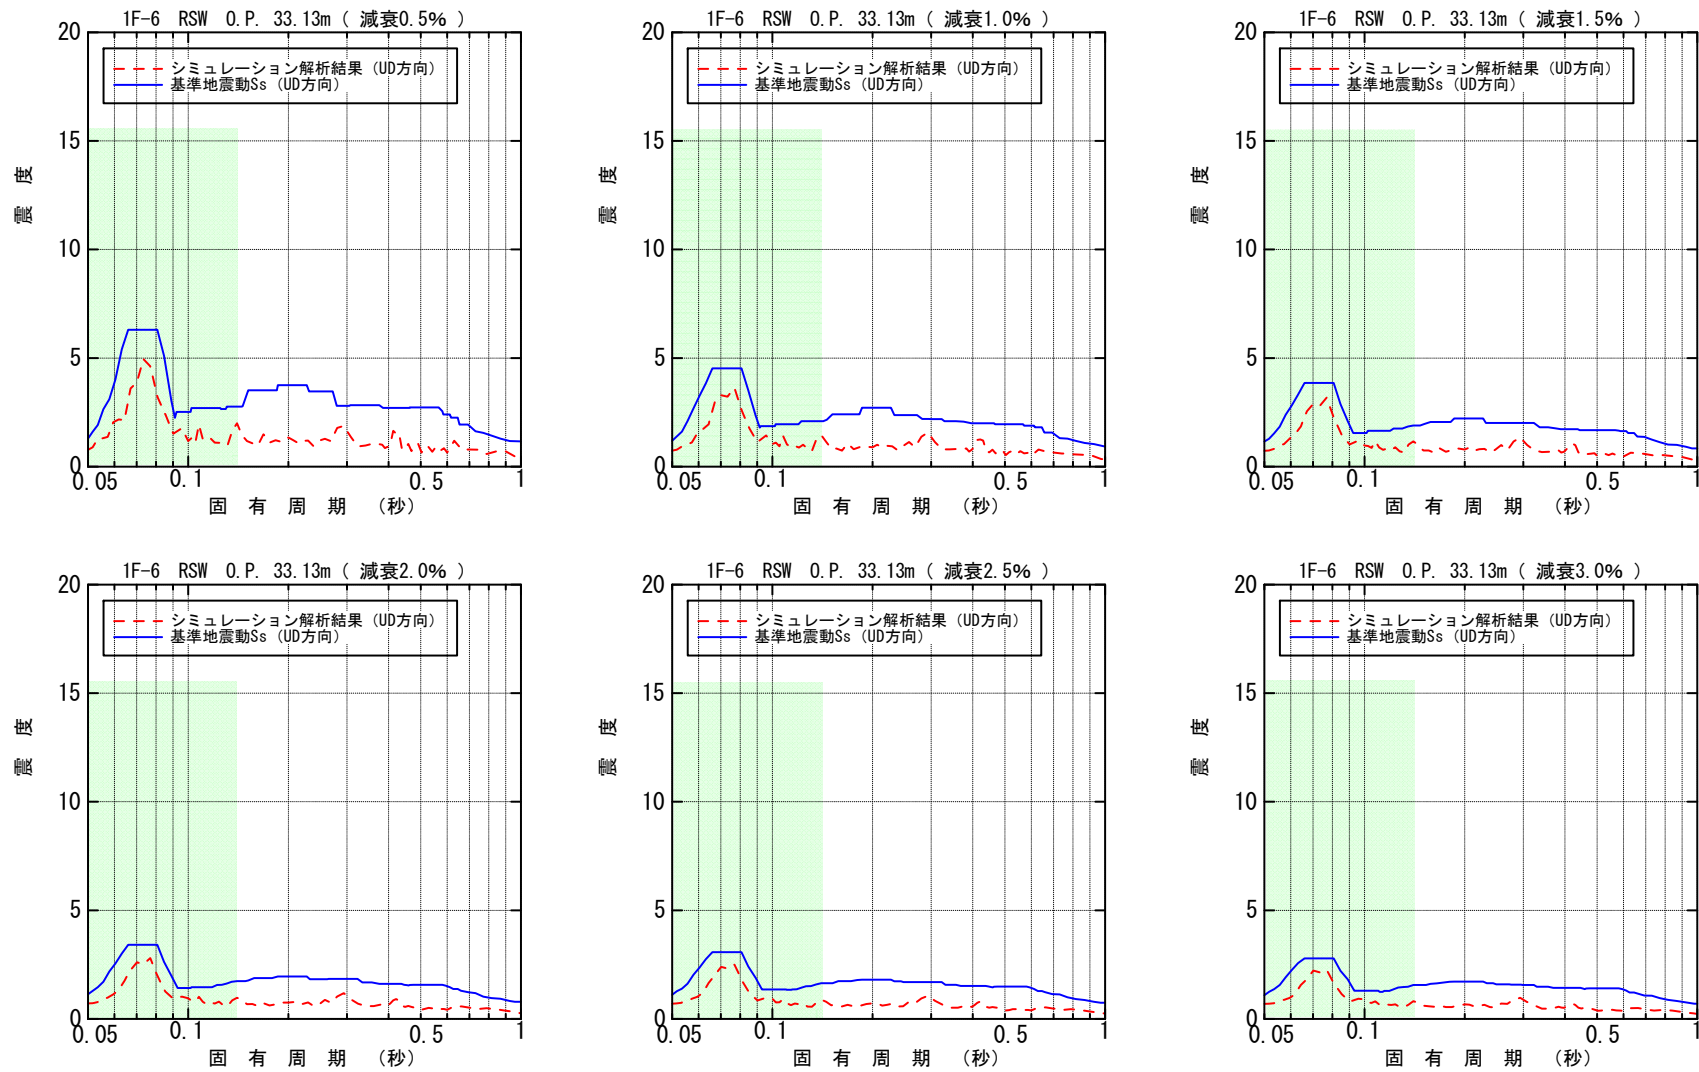 1F-6 RSW O.P. 33.13m ( 減衰0.5% )
20
シミュレーション解析結果（UD方向）
基準地震動Ss（UD方向）
15
震度
10
5
0
0.05 0.1 0.5 1
固有周期（秒）
1F-6 RSW O.P. 33.13m ( 減衰1.0% )
20
シミュレーション解析結果（UD方向）
基準地震動Ss（UD方向）
15
震度
10
5
0
0.05 0.1 0.5 1
固有周期（秒）
1F-6 RSW O.P. 33.13m ( 減衰1.5% )
20
シミュレーション解析結果（UD方向）
基準地震動Ss（UD方向）
15
震度
10
5
0
0.05 0.1 0.5 1
固有周期（秒）
1F-6 RSW O.P. 33.13m ( 減衰2.0% )
20
シミュレーション解析結果（UD方向）
基準地震動Ss（UD方向）
15
震度
10
5
0
0.05 0.1 0.5 1
固有周期（秒）
1F-6 RSW O.P. 33.13m ( 減衰2.5% )
20
シミュレーション解析結果（UD方向）
基準地震動Ss（UD方向）
15
震度
10
5
0
0.05 0.1 0.5 1
固有周期（秒）
1F-6 RSW O.P. 33.13m ( 減衰3.0% )
20
シミュレーション解析結果（UD方向）
基準地震動Ss（UD方向）
15
震度
10
5
0
0.05 0.1 0.5 1
固有周期（秒）